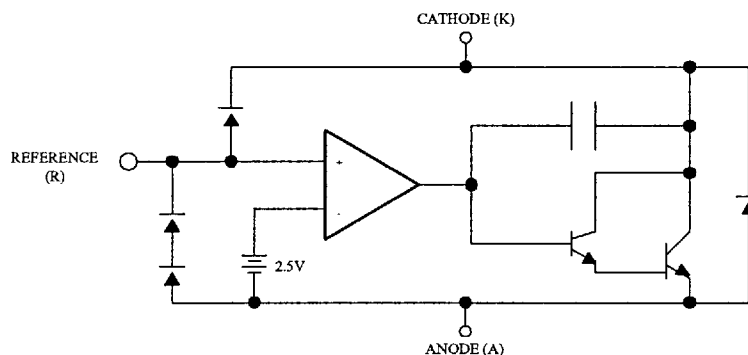 CATHODE (K)
REFERENCE
(R)
+
-
2.5V
ANODE (A)